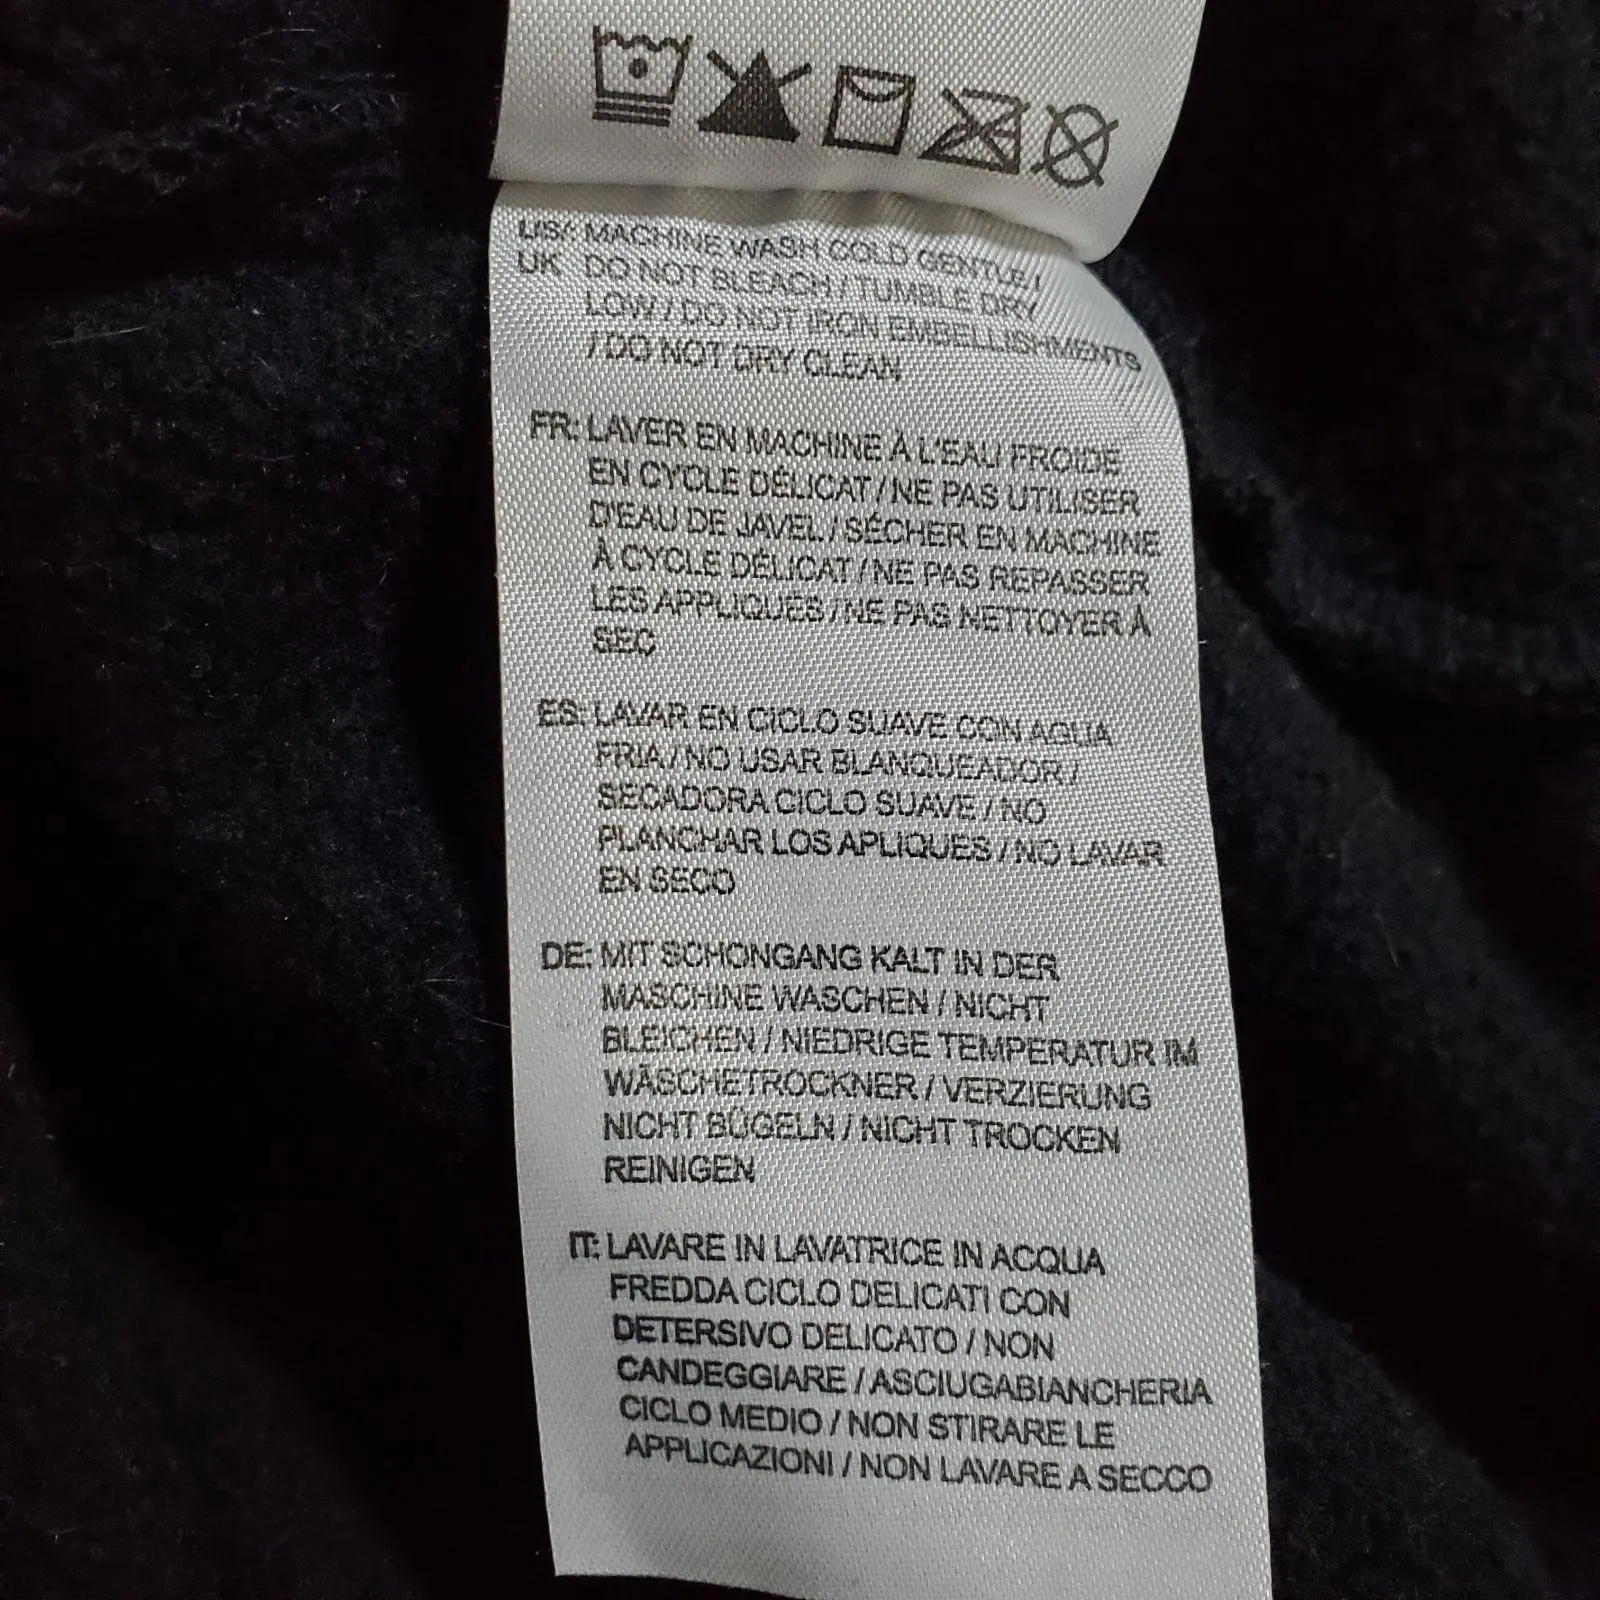 USA/ MACHINE WASH COLD GENTLE /
UK DO NOT BLEACH / TUMBLE DRY
LOW / DO NOT IRON EMBELLISHMENTS
/ DO NOT DRY CLEAN
FR: LAVER EN MACHINE À L'EAU FROIDE
EN CYCLE DÉLICAT / NE PAS UTILISER
D'EAU DE JAVEL / SÉCHER EN MACHINE
À CYCLE DÉLICAT / NE PAS REPASSER
LES APPLIQUES / NE PAS NETTOYER À
SEC
ES: LAVAR EN CICLO SUAVE CON AGUA
FRIA / NO USAR BLANQUEADOR /
SECADORA CICLO SUAVE / NO
PLANCHAR LOS APLIQUES / NO LAVAR
EN SECO
DE: MIT SCHONGANG KALT IN DER
MASCHINE WASCHEN / NICHT
BLEICHEN / NIEDRIGE TEMPERATUR IM
WÄSCHETROCKNER / VERZIERUNG
NICHT BÜGELN / NICHT TROCKEN
REINIGEN
IT: LAVARE IN LAVATRICE IN ACQUA
FREDDA CICLO DELICATI CON
DETERSIVO DELICATO / NON
CANDEGGIARE / ASCIUGABIANCHERIA
CICLO MEDIO / NON STIRARE LE
APPLICAZIONI / NON LAVARE A SECCO